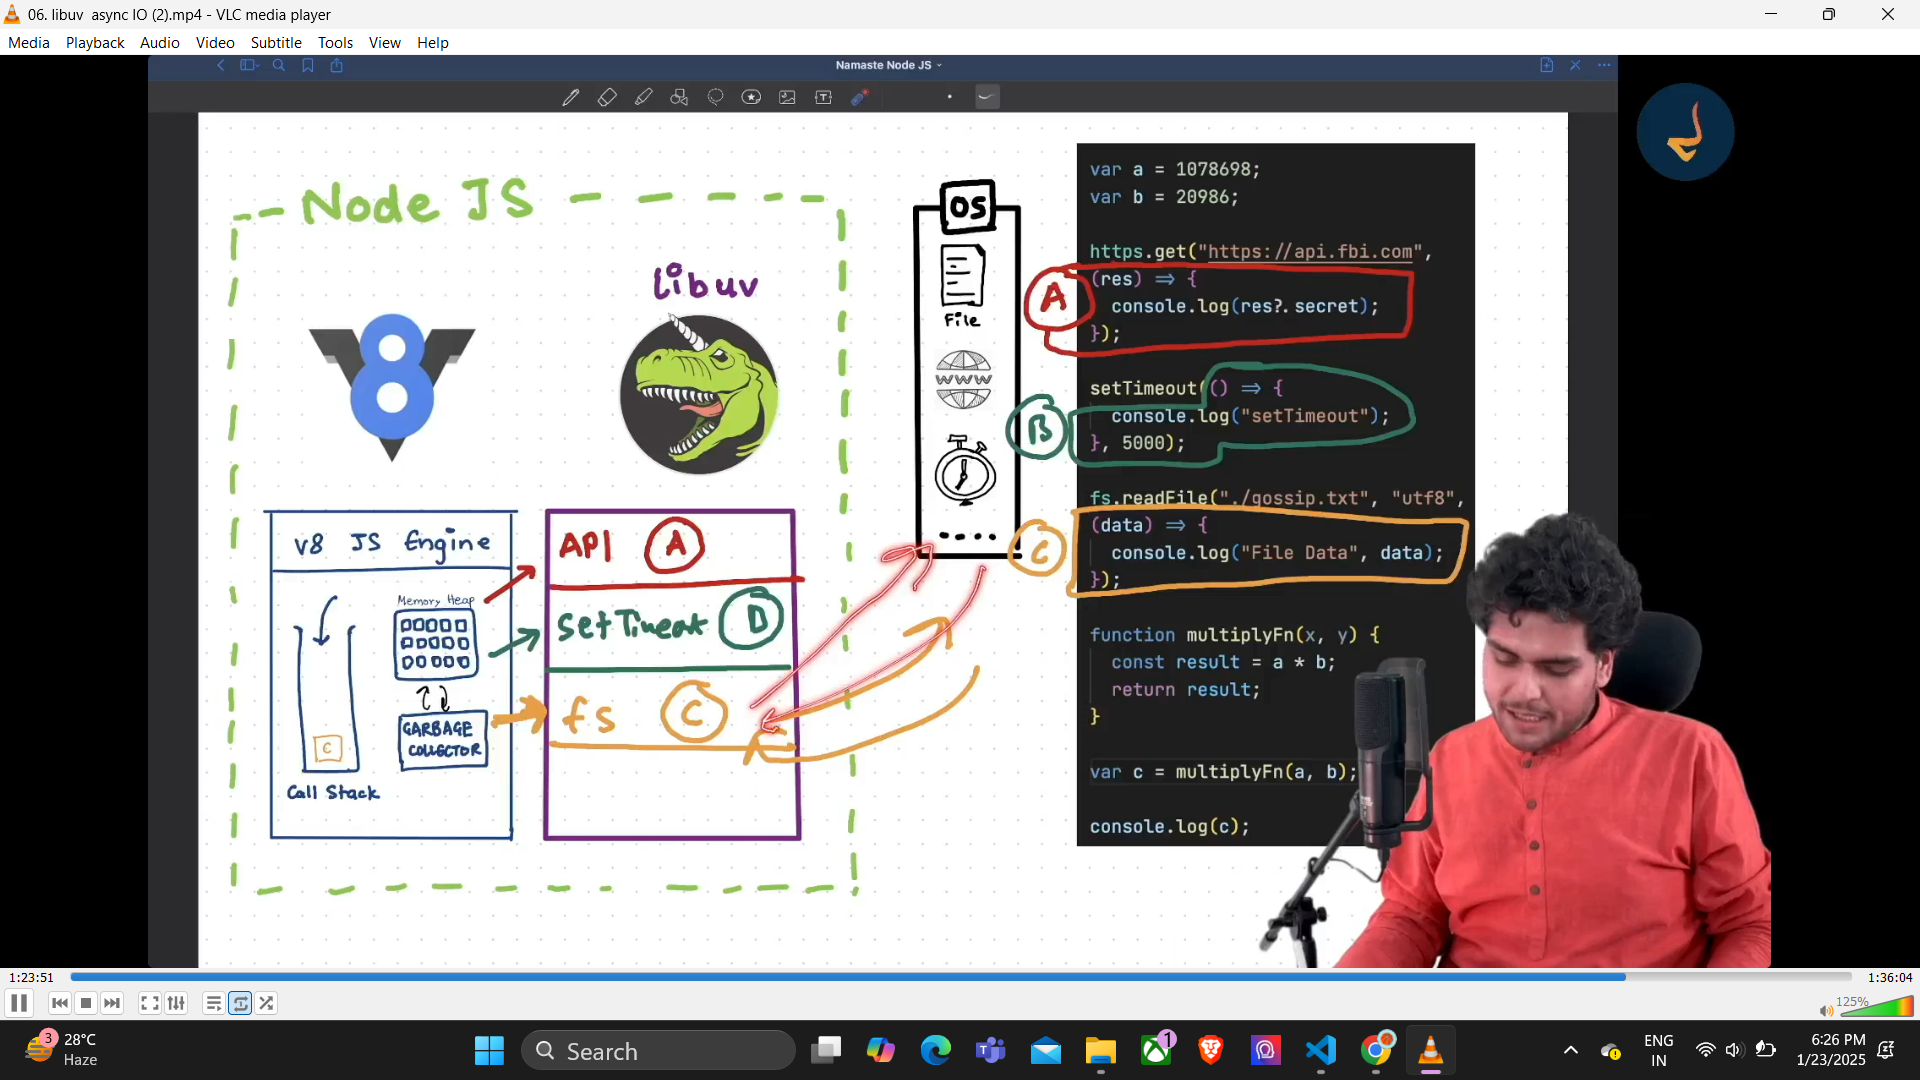 06. libuv  async IO (2).mp4 - VLC media player
Media Playback Audio Video Subtitle Tools View Help
Namaste Node JS
Node JS
libuv
8
OS
File
www
V8 JS Engine
Memory Heap
GARBAGE
COLLECTOR
C
Call Stack
API A
fs C
A
B
C
var a = 1078698;
var b = 20986;
https.get("https://api.fbi.com",
(res) => {
console.log(res?.secret);
});
setTimeout(() => {
console.log("setTimeout");
}, 5000);
fs.readFile("./gossip.txt", "utf8",
(data) => {
console.log("File Data", data);
});
function multiplyFn(x, y) {
const result = a * b;
return result;
}
var c = multiplyFn(a, b);
console.log(c);
1:23:51
1:36:04
125%
3
28°C
Haze
Search
1
ENG
IN
6:26 PM
1/23/2025